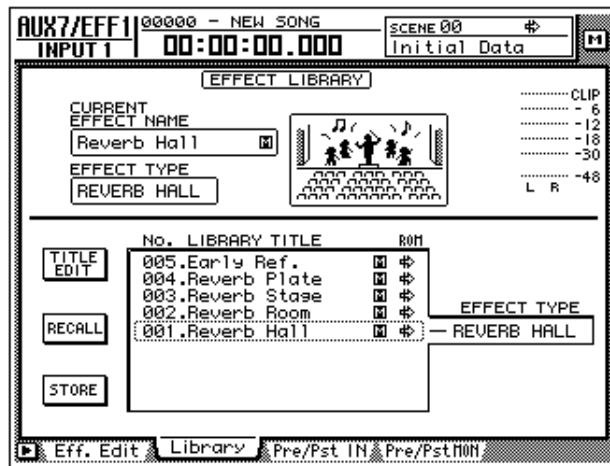 AUX7/EFF1
INPUT 1
00000 - NEW SONG
00:00:00.000
SCENE 00
Initial Data
M
EFFECT LIBRARY
CURRENT
EFFECT NAME
Reverb Hall M
EFFECT TYPE
REVERB HALL
CLIP
- 6
-12
-18
-30
-48
L R
TITLE
EDIT
RECALL
STORE
No. LIBRARY TITLE ROM
005.Early Ref. M
004.Reverb Plate M
003.Reverb Stage M
002.Reverb Room M
001.Reverb Hall M
EFFECT TYPE
REVERB HALL
Eff. Edit Library Pre/Pst IN Pre/PstMON